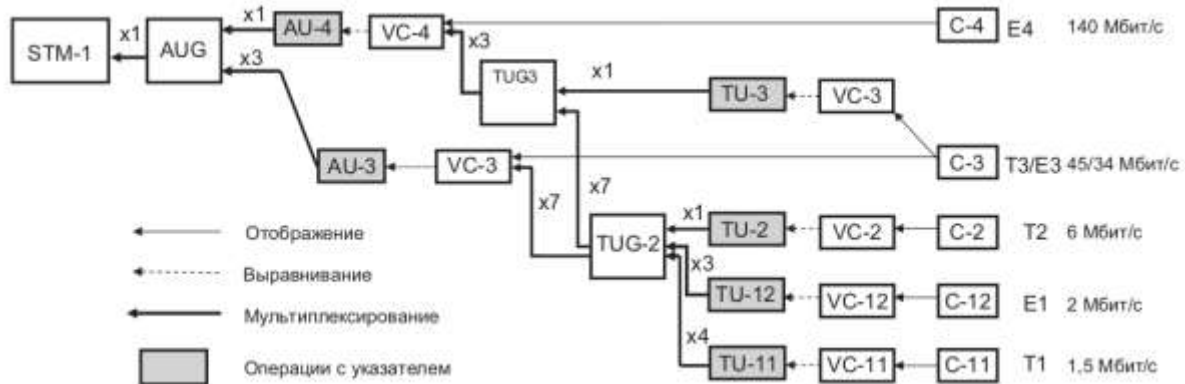 x1 x1 AU-4 VC-4 C-4 E4 140 Мбит/с
STM-1 AUG x3
x3 TUG3 x1 TU-3 VC-3
AU-3 VC-3 C-3 T3/E3 45/34 Мбит/с
x7 x7
Отображение TUG-2 x1 TU-2 VC-2 C-2 T2 6 Мбит/с
Выравнивание x3 TU-12 VC-12 C-12 E1 2 Мбит/с
Мультиплексирование x4
Операции с указателем TU-11 VC-11 C-11 T1 1,5 Мбит/с